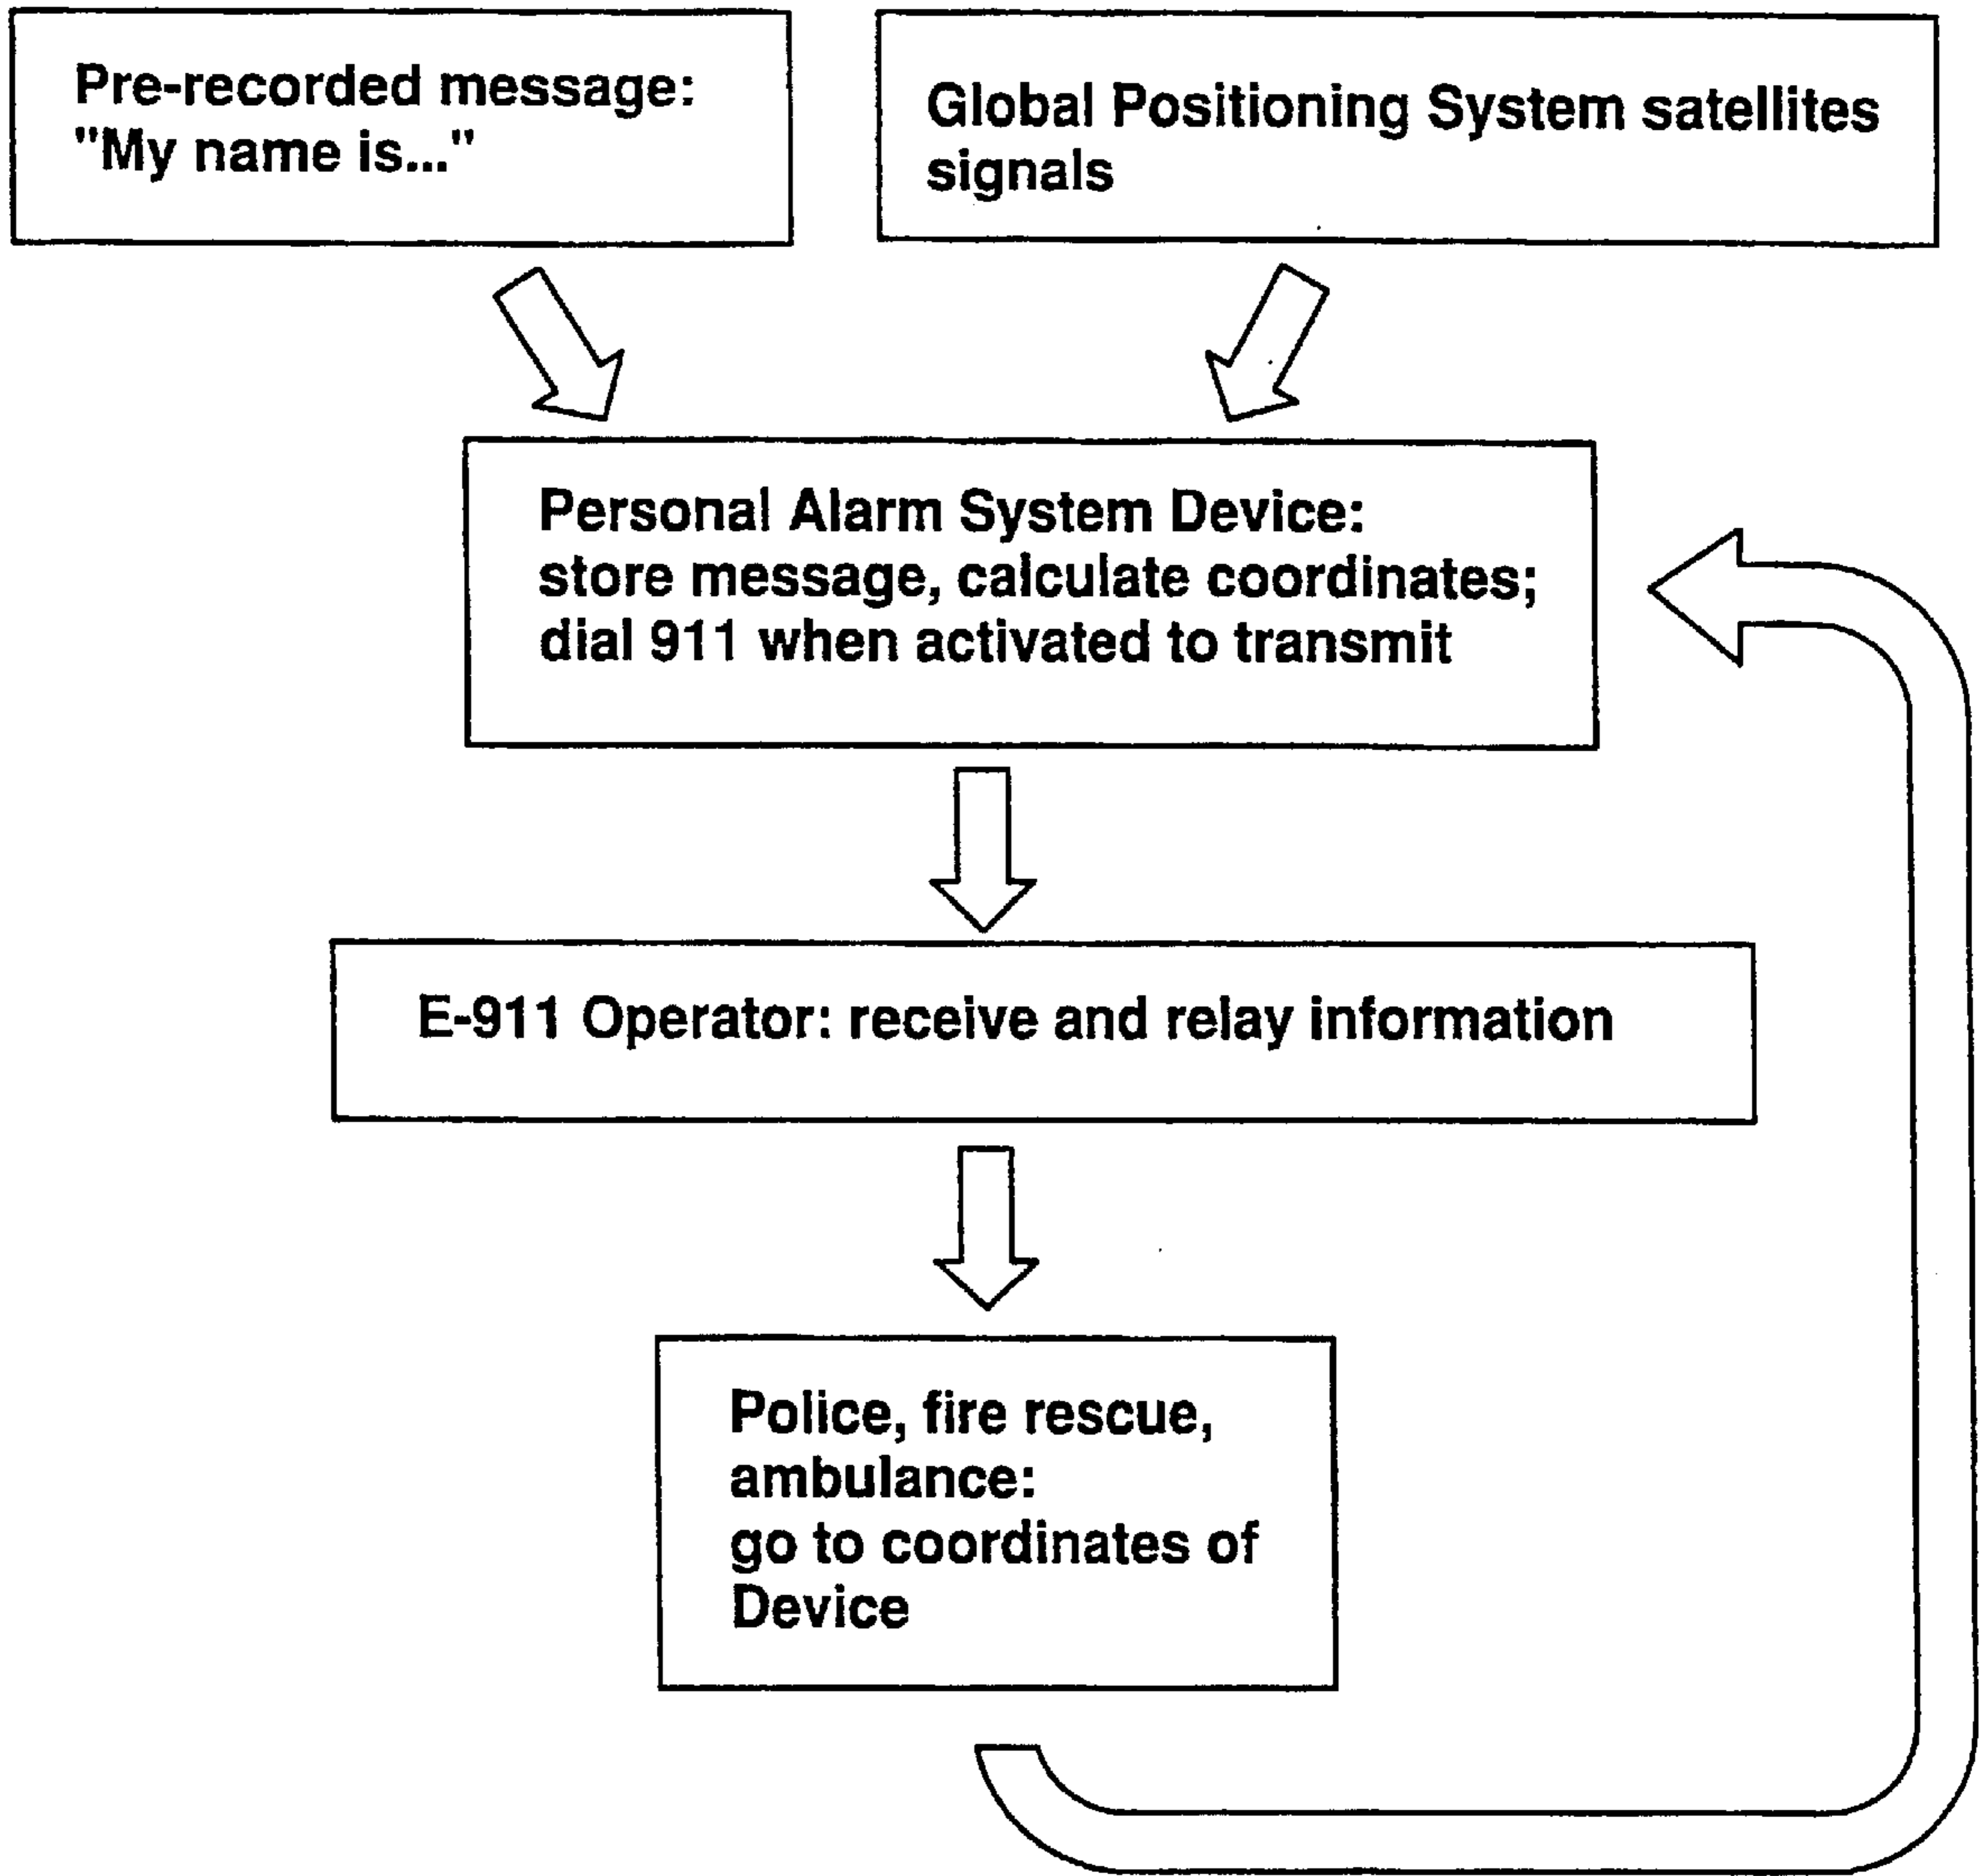 Pre-recorded message:
"My name is..."
Global Positioning System satellites
signals
Personal Alarm System Device:
store message, calculate coordinates;
dial 911 when activated to transmit
E-911 Operator: receive and relay information
Police, fire rescue,
ambulance:
go to coordinates of
Device